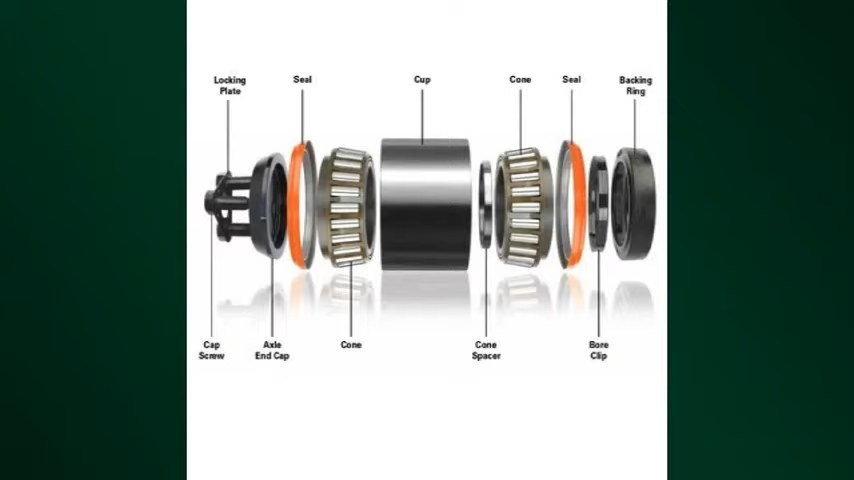 Locking
Plate
Seal
Cup
Cone
Seal
Backing
Ring
Cap
Screw
Axle
End Cap
Cone
Cone
Spacer
Bore
Clip